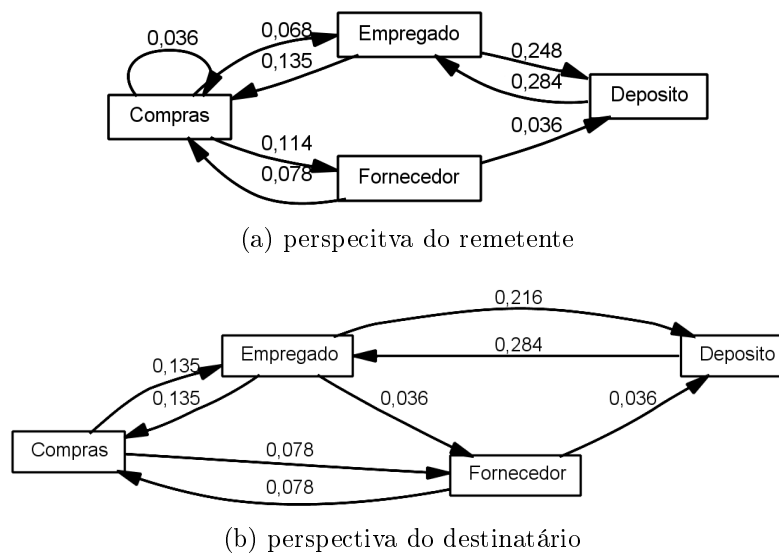 0,036
0,068
Empregado
0,248
0,135
0,284
Deposito
Compras
0,114
0,036
0,078
Fornecedor
(a) perspecitva do remetente
0,216
Empregado
0,284
Deposito
0,135
0,135
0,036
0,036
Compras
0,078
Fornecedor
0,078
(b) perspectiva do destinatário